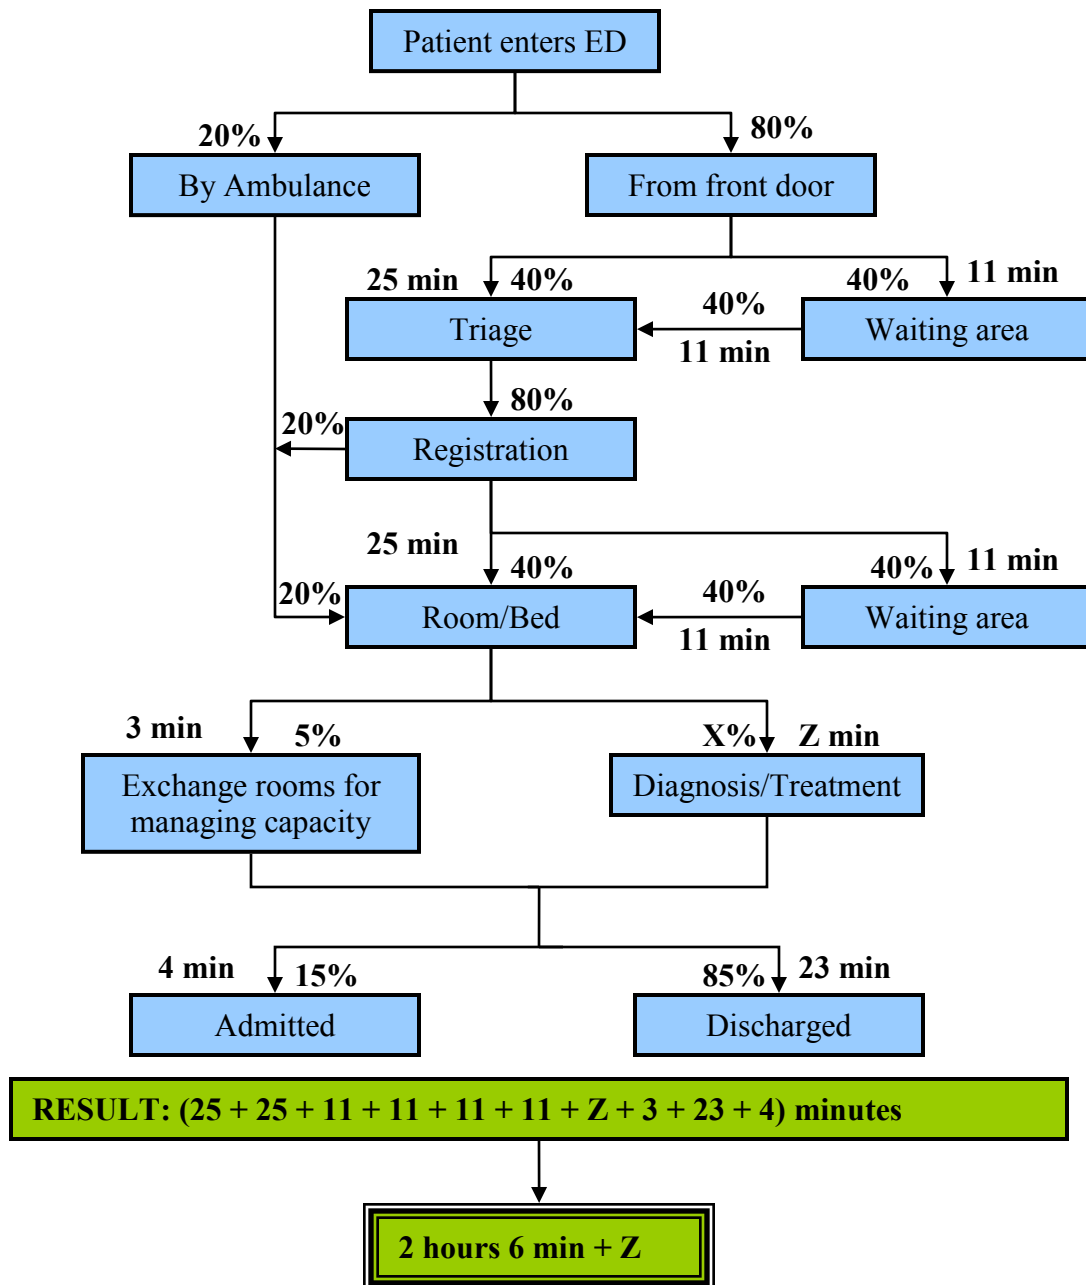 Patient enters ED
20%
80%
By Ambulance
From front door
25 min
40%
40%
11 min
Triage
40%
11 min
Waiting area
80%
20%
Registration
25 min
40%
40%
11 min
20%
Room/Bed
40%
11 min
Waiting area
3 min
5%
X%
Z min
Exchange rooms for
managing capacity
Diagnosis/Treatment
4 min
15%
85%
23 min
Admitted
Discharged
RESULT: (25 + 25 + 11 + 11 + 11 + 11 + Z + 3 + 23 + 4) minutes
2 hours 6 min + Z